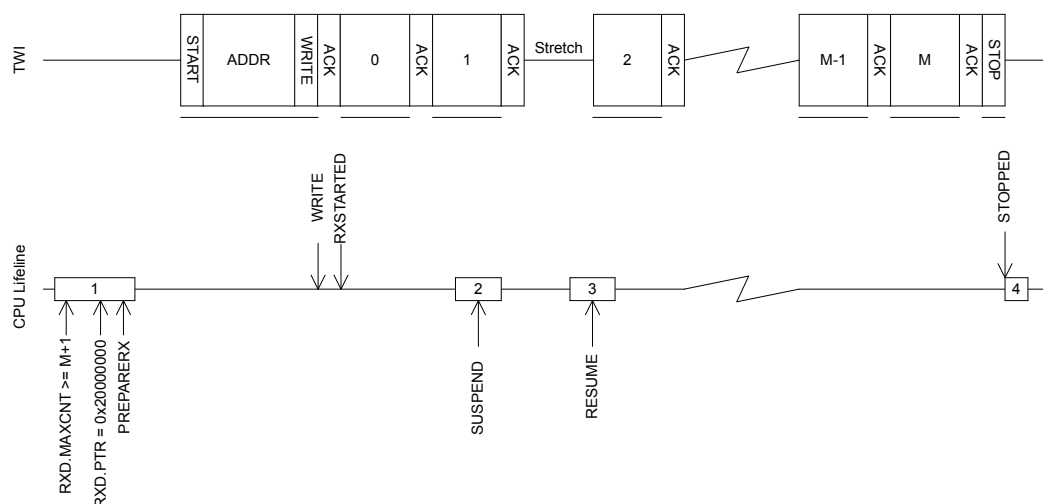 TWI
START
ADDR
WRITE
ACK
0
ACK
1
ACK
Stretch
2
ACK
M-1
ACK
M
ACK
STOP
WRITE
RXSTARTED
STOPPED
CPU Lifeline
1
2
3
4
RXD.MAXCNT >= M+1
RXD.PTR = 0x20000000
PREPARERX
SUSPEND
RESUME